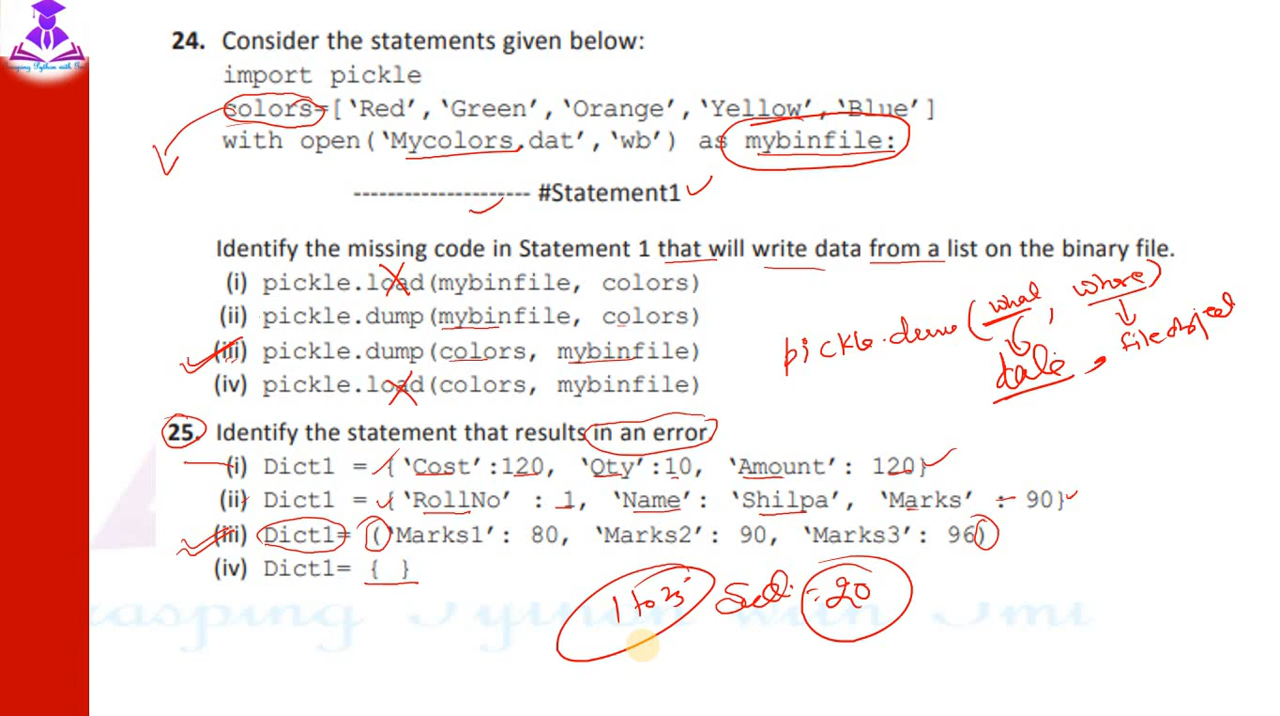 24. Consider the statements given below:
import pickle
colors=[‘Red’,‘Green’,‘Orange’,‘Yellow’,‘Blue’]
with open(‘Mycolors.dat’,‘wb’) as mybinfile:
--------------------- #Statement1
Identify the missing code in Statement 1 that will write data from a list on the binary file.
(i) pickle.load(mybinfile, colors)
(ii) pickle.dump(mybinfile, colors)
(iii) pickle.dump(colors, mybinfile)
(iv) pickle.load(colors, mybinfile)
pickle.dump(what, where)
fileobject
25. Identify the statement that results in an error.
(i) Dict1 = {‘Cost’:120, ‘Qty’:10, ‘Amount’: 120}
(ii) Dict1 = {‘RollNo’ : 1, ‘Name’: ‘Shilpa’, ‘Marks’ : 90}
(iii) Dict1= (‘Marks1’: 80, ‘Marks2’: 90, ‘Marks3’: 96)
(iv) Dict1= { }
1 to 25
20